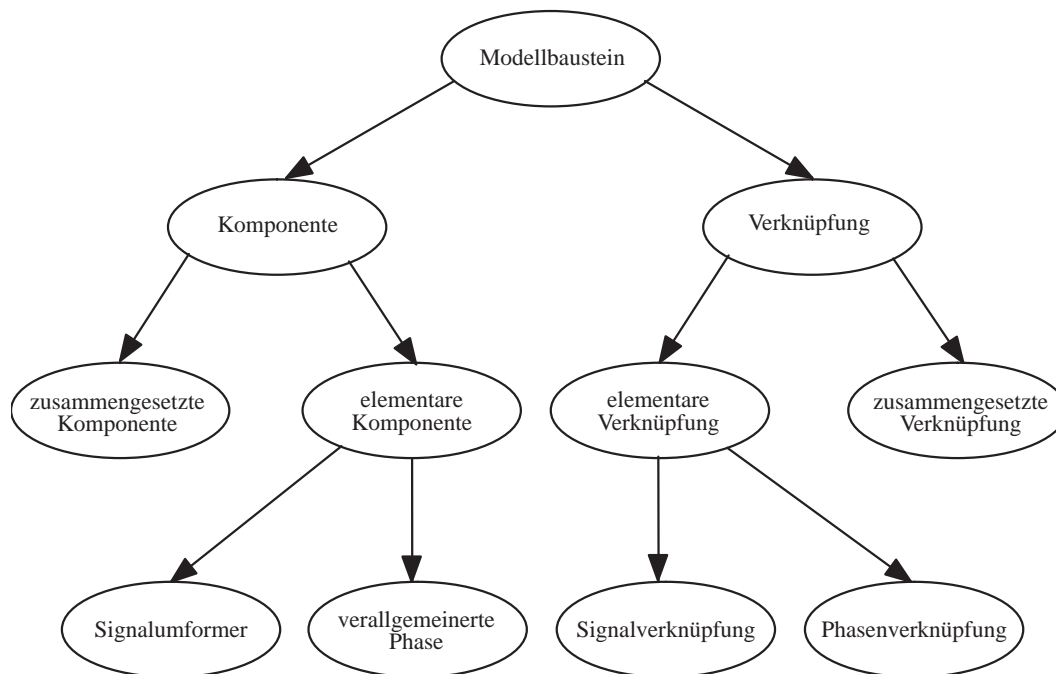 Modellbaustein
Komponente
Verknüpfung
zusammengesetzte
Komponente
elementare
Komponente
elementare
Verknüpfung
zusammengesetzte
Verknüpfung
Signalumformer
verallgemeinerte
Phase
Signalverknüpfung
Phasenverknüpfung